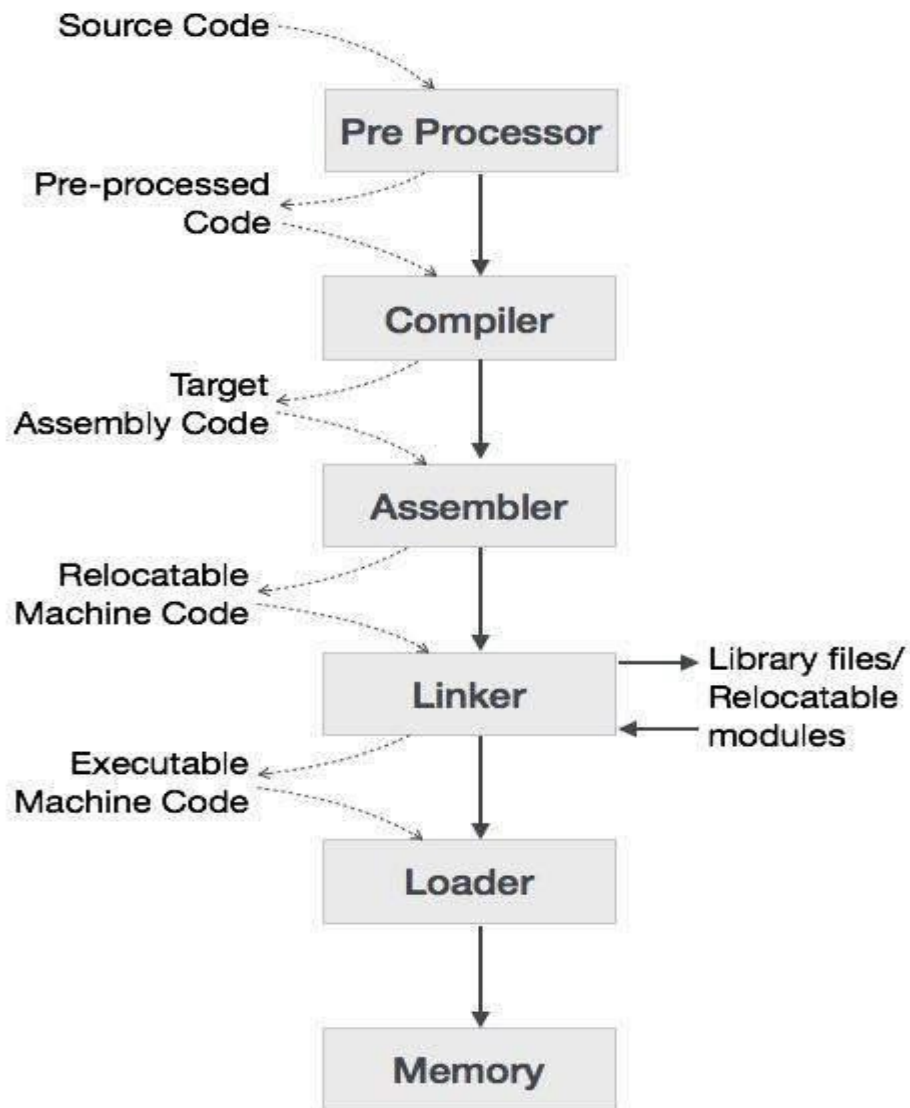 Source Code
Pre Processor
Pre-processed
Code
Compiler
Target
Assembly Code
Assembler
Relocatable
Machine Code
Linker
Library files/
Relocatable
modules
Executable
Machine Code
Loader
Memory